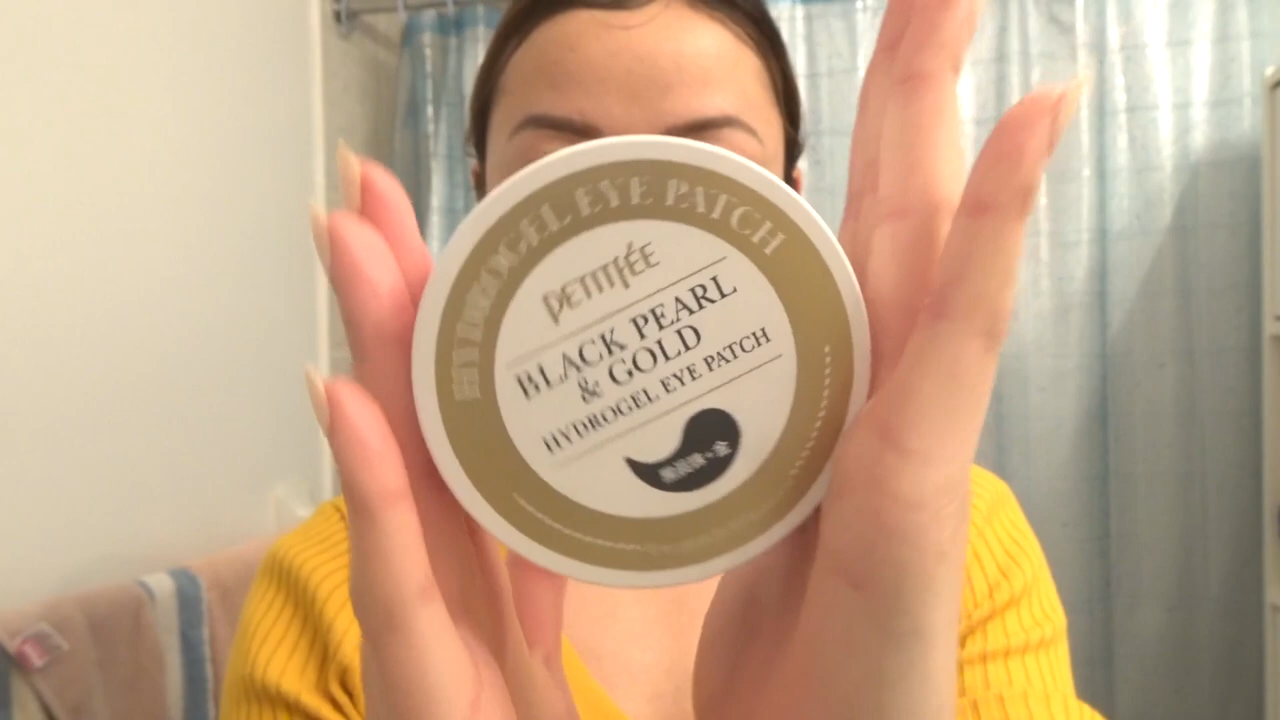 HYDROGEL EYE PATCH
PETITFÉE
BLACK PEARL
& GOLD
HYDROGEL EYE PATCH